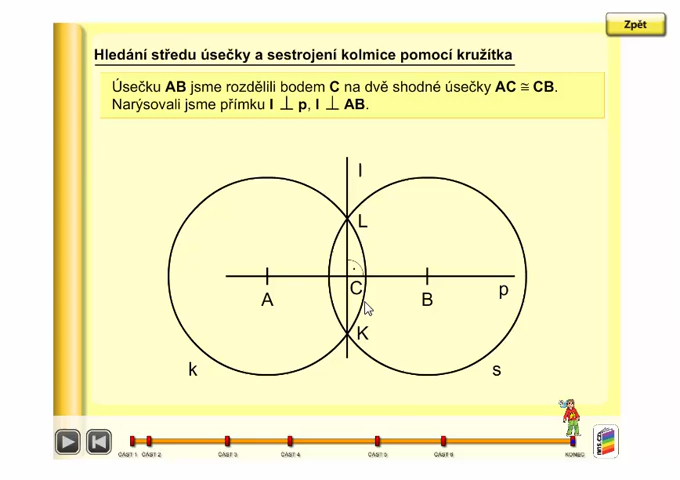 Zpět
Hledání středu úsečky a sestrojení kolmice pomocí kružítka
Úsečku AB jsme rozdělili bodem C na dvě shodné úsečky AC ≅ CB.
Narýsovali jsme přímku l ⊥ p, l ⊥ AB.
l
L
C
A
B
p
K
k
s
ČÁST 1 ČÁST 2 ČÁST 3 ČÁST 4 ČÁST 5 ČÁST 6 KONEC